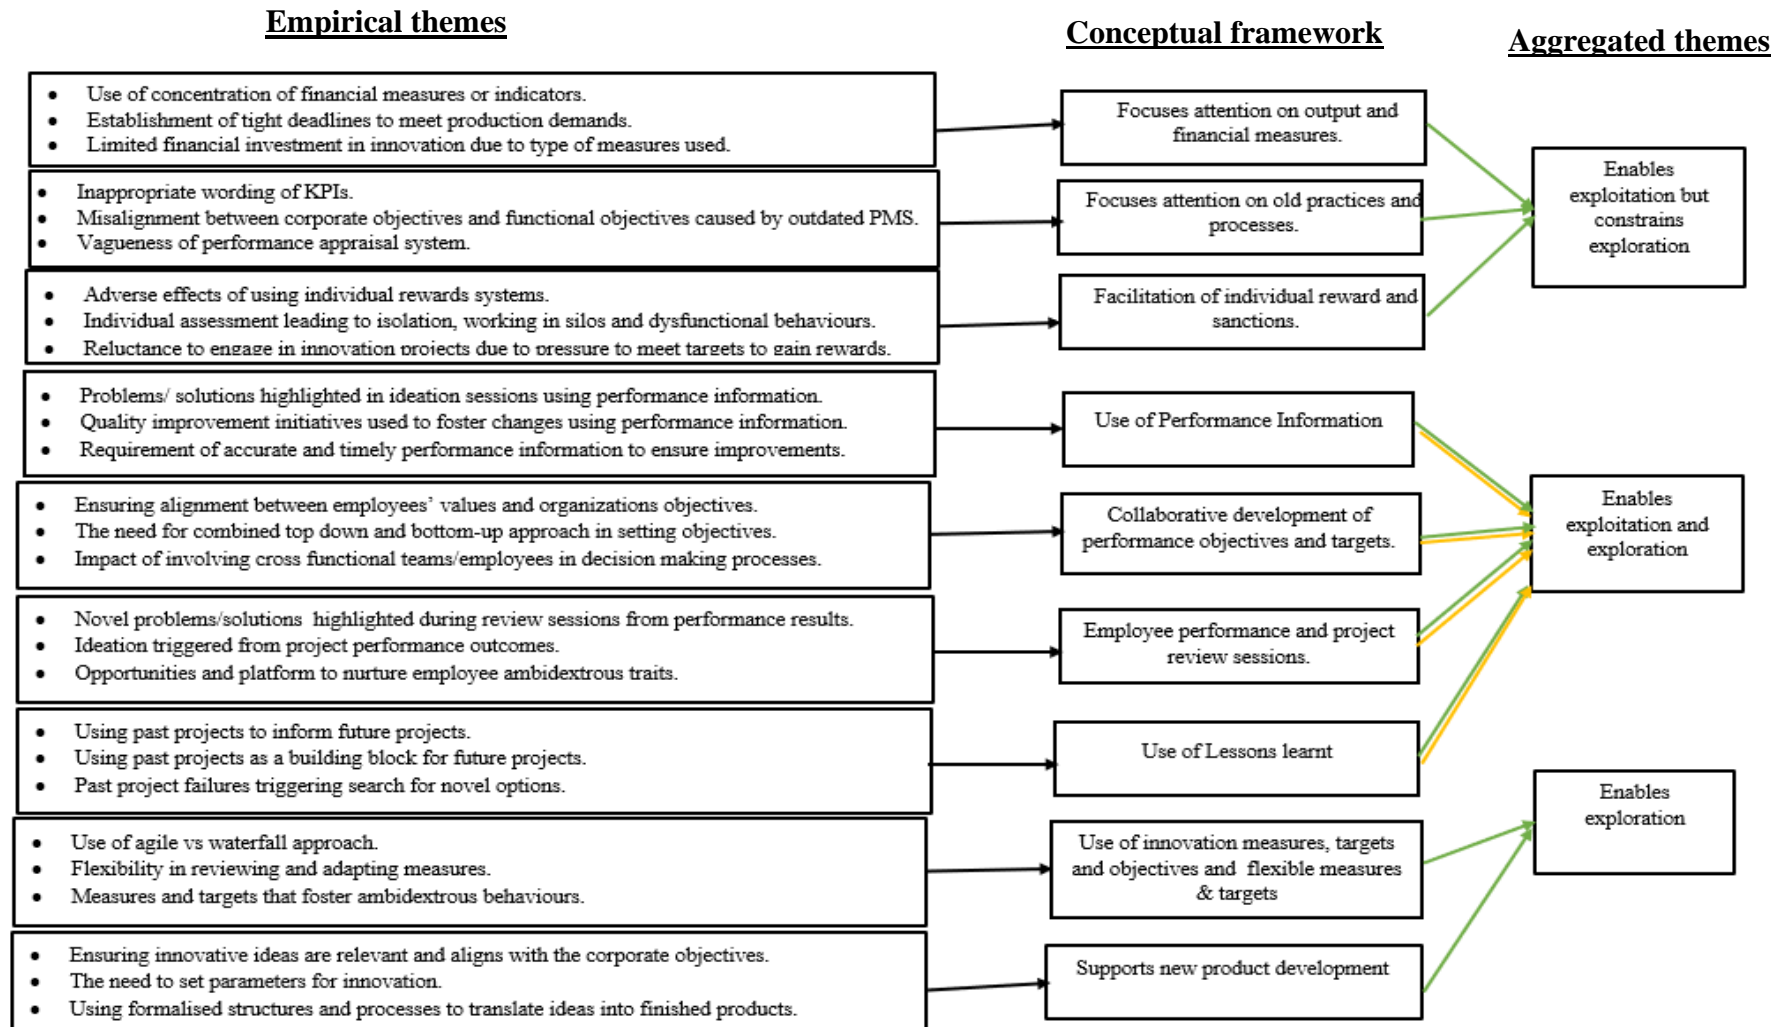 Empirical themes
Conceptual framework
Aggregated themes
• Use of concentration of financial measures or indicators.
• Establishment of tight deadlines to meet production demands.
• Limited financial investment in innovation due to type of measures used.
Focuses attention on output and
financial measures.
• Inappropriate wording of KPIs.
• Misalignment between corporate objectives and functional objectives caused by outdated PMS.
• Vagueness of performance appraisal system.
Focuses attention on old practices and
processes.
• Adverse effects of using individual rewards systems.
• Individual assessment leading to isolation, working in silos and dysfunctional behaviours.
• Reluctance to engage in innovation projects due to pressure to meet targets to gain rewards.
Facilitation of individual reward and
sanctions.
Enables
exploitation but
constrains
exploration
• Problems/ solutions highlighted in ideation sessions using performance information.
• Quality improvement initiatives used to foster changes using performance information.
• Requirement of accurate and timely performance information to ensure improvements.
Use of Performance Information
• Ensuring alignment between employees’ values and organizations objectives.
• The need for combined top down and bottom-up approach in setting objectives.
• Impact of involving cross functional teams/employees in decision making processes.
Collaborative development of
performance objectives and targets.
• Novel problems/solutions highlighted during review sessions from performance results.
• Ideation triggered from project performance outcomes.
• Opportunities and platform to nurture employee ambidextrous traits.
Employee performance and project
review sessions.
• Using past projects to inform future projects.
• Using past projects as a building block for future projects.
• Past project failures triggering search for novel options.
Use of Lessons learnt
Enables
exploitation and
exploration
• Use of agile vs waterfall approach.
• Flexibility in reviewing and adapting measures.
• Measures and targets that foster ambidextrous behaviours.
Use of innovation measures, targets
and objectives and flexible measures
& targets
• Ensuring innovative ideas are relevant and aligns with the corporate objectives.
• The need to set parameters for innovation.
• Using formalised structures and processes to translate ideas into finished products.
Supports new product development
Enables
exploration